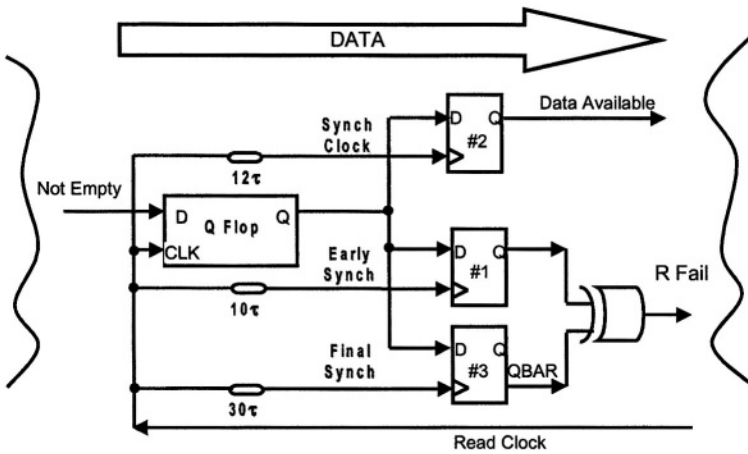 DATA
Data Available
D Q
#2
Synch
Clock
12τ
Not Empty
D Q
Q Flop
CLK
D Q
#1
Early
Synch
10τ
R Fail
D Q
#3
QBAR
Final
Synch
30τ
Read Clock